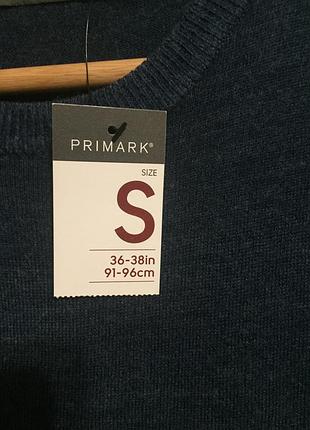 PRIMARK®
SIZE
S
36-38in
91-96cm